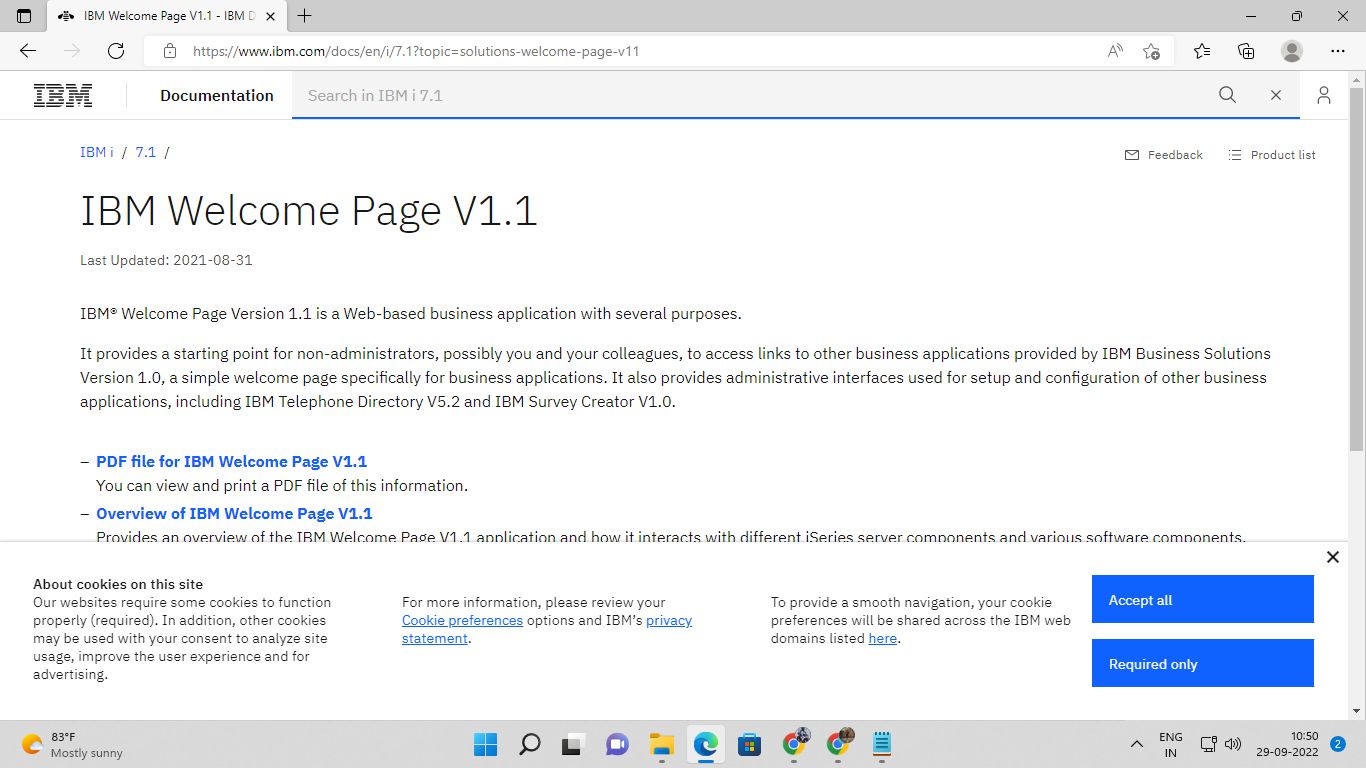 IBM Welcome Page V1.1 - IBM D
https://www.ibm.com/docs/en/i/7.1?topic=solutions-welcome-page-v11
IBM
Documentation
Search in IBM i 7.1
IBM i / 7.1 /
Feedback
Product list
IBM Welcome Page V1.1
Last Updated: 2021-08-31
IBM® Welcome Page Version 1.1 is a Web-based business application with several purposes.
It provides a starting point for non-administrators, possibly you and your colleagues, to access links to other business applications provided by IBM Business Solutions
Version 1.0, a simple welcome page specifically for business applications. It also provides administrative interfaces used for setup and configuration of other business
applications, including IBM Telephone Directory V5.2 and IBM Survey Creator V1.0.
– PDF file for IBM Welcome Page V1.1
You can view and print a PDF file of this information.
– Overview of IBM Welcome Page V1.1
Provides an overview of the IBM Welcome Page V1.1 application and how it interacts with different iSeries server components and various software components.
About cookies on this site
Our websites require some cookies to function
properly (required). In addition, other cookies
may be used with your consent to analyze site
usage, improve the user experience and for
advertising.
For more information, please review your
Cookie preferences options and IBM's privacy
statement.
To provide a smooth navigation, your cookie
preferences will be shared across the IBM web
domains listed here.
Accept all
Required only
83°F
Mostly sunny
ENG
IN
10:50
29-09-2022
2